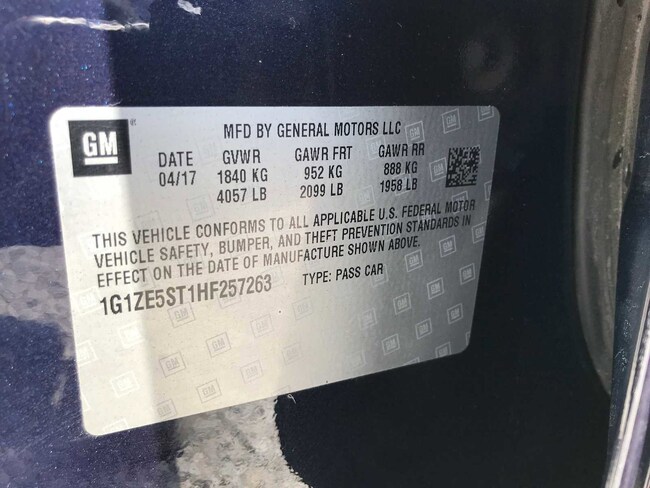 GM
MFD BY GENERAL MOTORS LLC
DATE GVWR GAWR FRT GAWR RR
04/17 1840 KG 952 KG 888 KG
4057 LB 2099 LB 1958 LB
THIS VEHICLE CONFORMS TO ALL APPLICABLE U.S. FEDERAL MOTOR
VEHICLE SAFETY, BUMPER, AND THEFT PREVENTION STANDARDS IN
EFFECT ON THE DATE OF MANUFACTURE SHOWN ABOVE.
1G1ZE5ST1HF257263 TYPE: PASS CAR